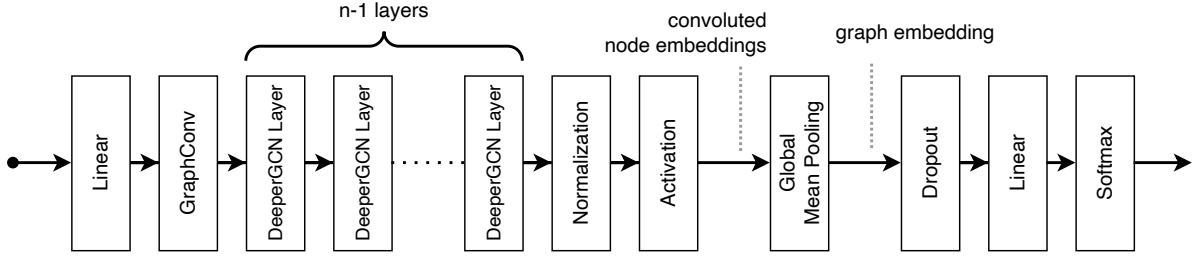 n-1 layers
convoluted
node embeddings
graph embedding
Linear
GraphConv
DeeperGCN Layer
DeeperGCN Layer
DeeperGCN Layer
Normalization
Activation
Global
Mean Pooling
Dropout
Linear
Softmax